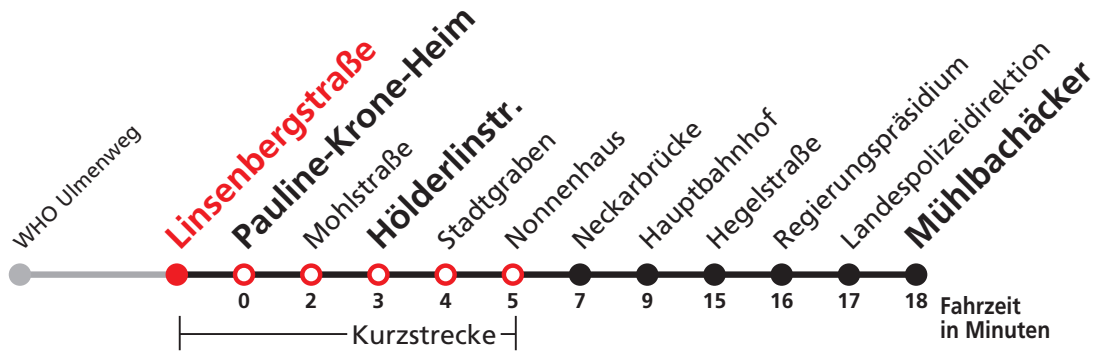 WHO Ulmenweg
Linsenbergstraße
Pauline-Krone-Heim
Mohlstraße
Hölderlinstr.
Stadtgraben
Nonnenhaus
Neckarbrücke
Hauptbahnhof
Hegelstraße
Regierungspräsidium
Landespolizeidirektion
Mühlbachäcker
0 2 3 4 5 7 9 15 16 17 18
Fahrzeit
in Minuten
Kurzstrecke